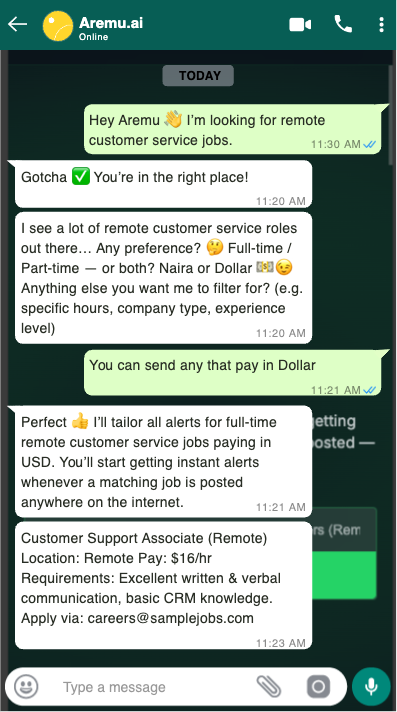 Aremu.ai
Online
TODAY
Hey Aremu 👋 I'm looking for remote
customer service jobs.
11:30 AM
Gotcha ✅ You're in the right place!
11:20 AM
I see a lot of remote customer service roles
out there... Any preference? 🤔 Full-time /
Part-time — or both? Naira or Dollar 💵😉
Anything else you want me to filter for? (e.g.
specific hours, company type, experience
level)
11:20 AM
You can send any that pay in Dollar
11:21 AM
Perfect 👍 I'll tailor all alerts for full-time
remote customer service jobs paying in
USD. You'll start getting instant alerts
whenever a matching job is posted
anywhere on the internet.
11:21 AM
getting
posted —
Customer Support Associate (Remote)
Location: Remote Pay: $16/hr
Requirements: Excellent written & verbal
communication, basic CRM knowledge.
Apply via: careers@samplejobs.com
11:23 AM
(Rem
Type a message